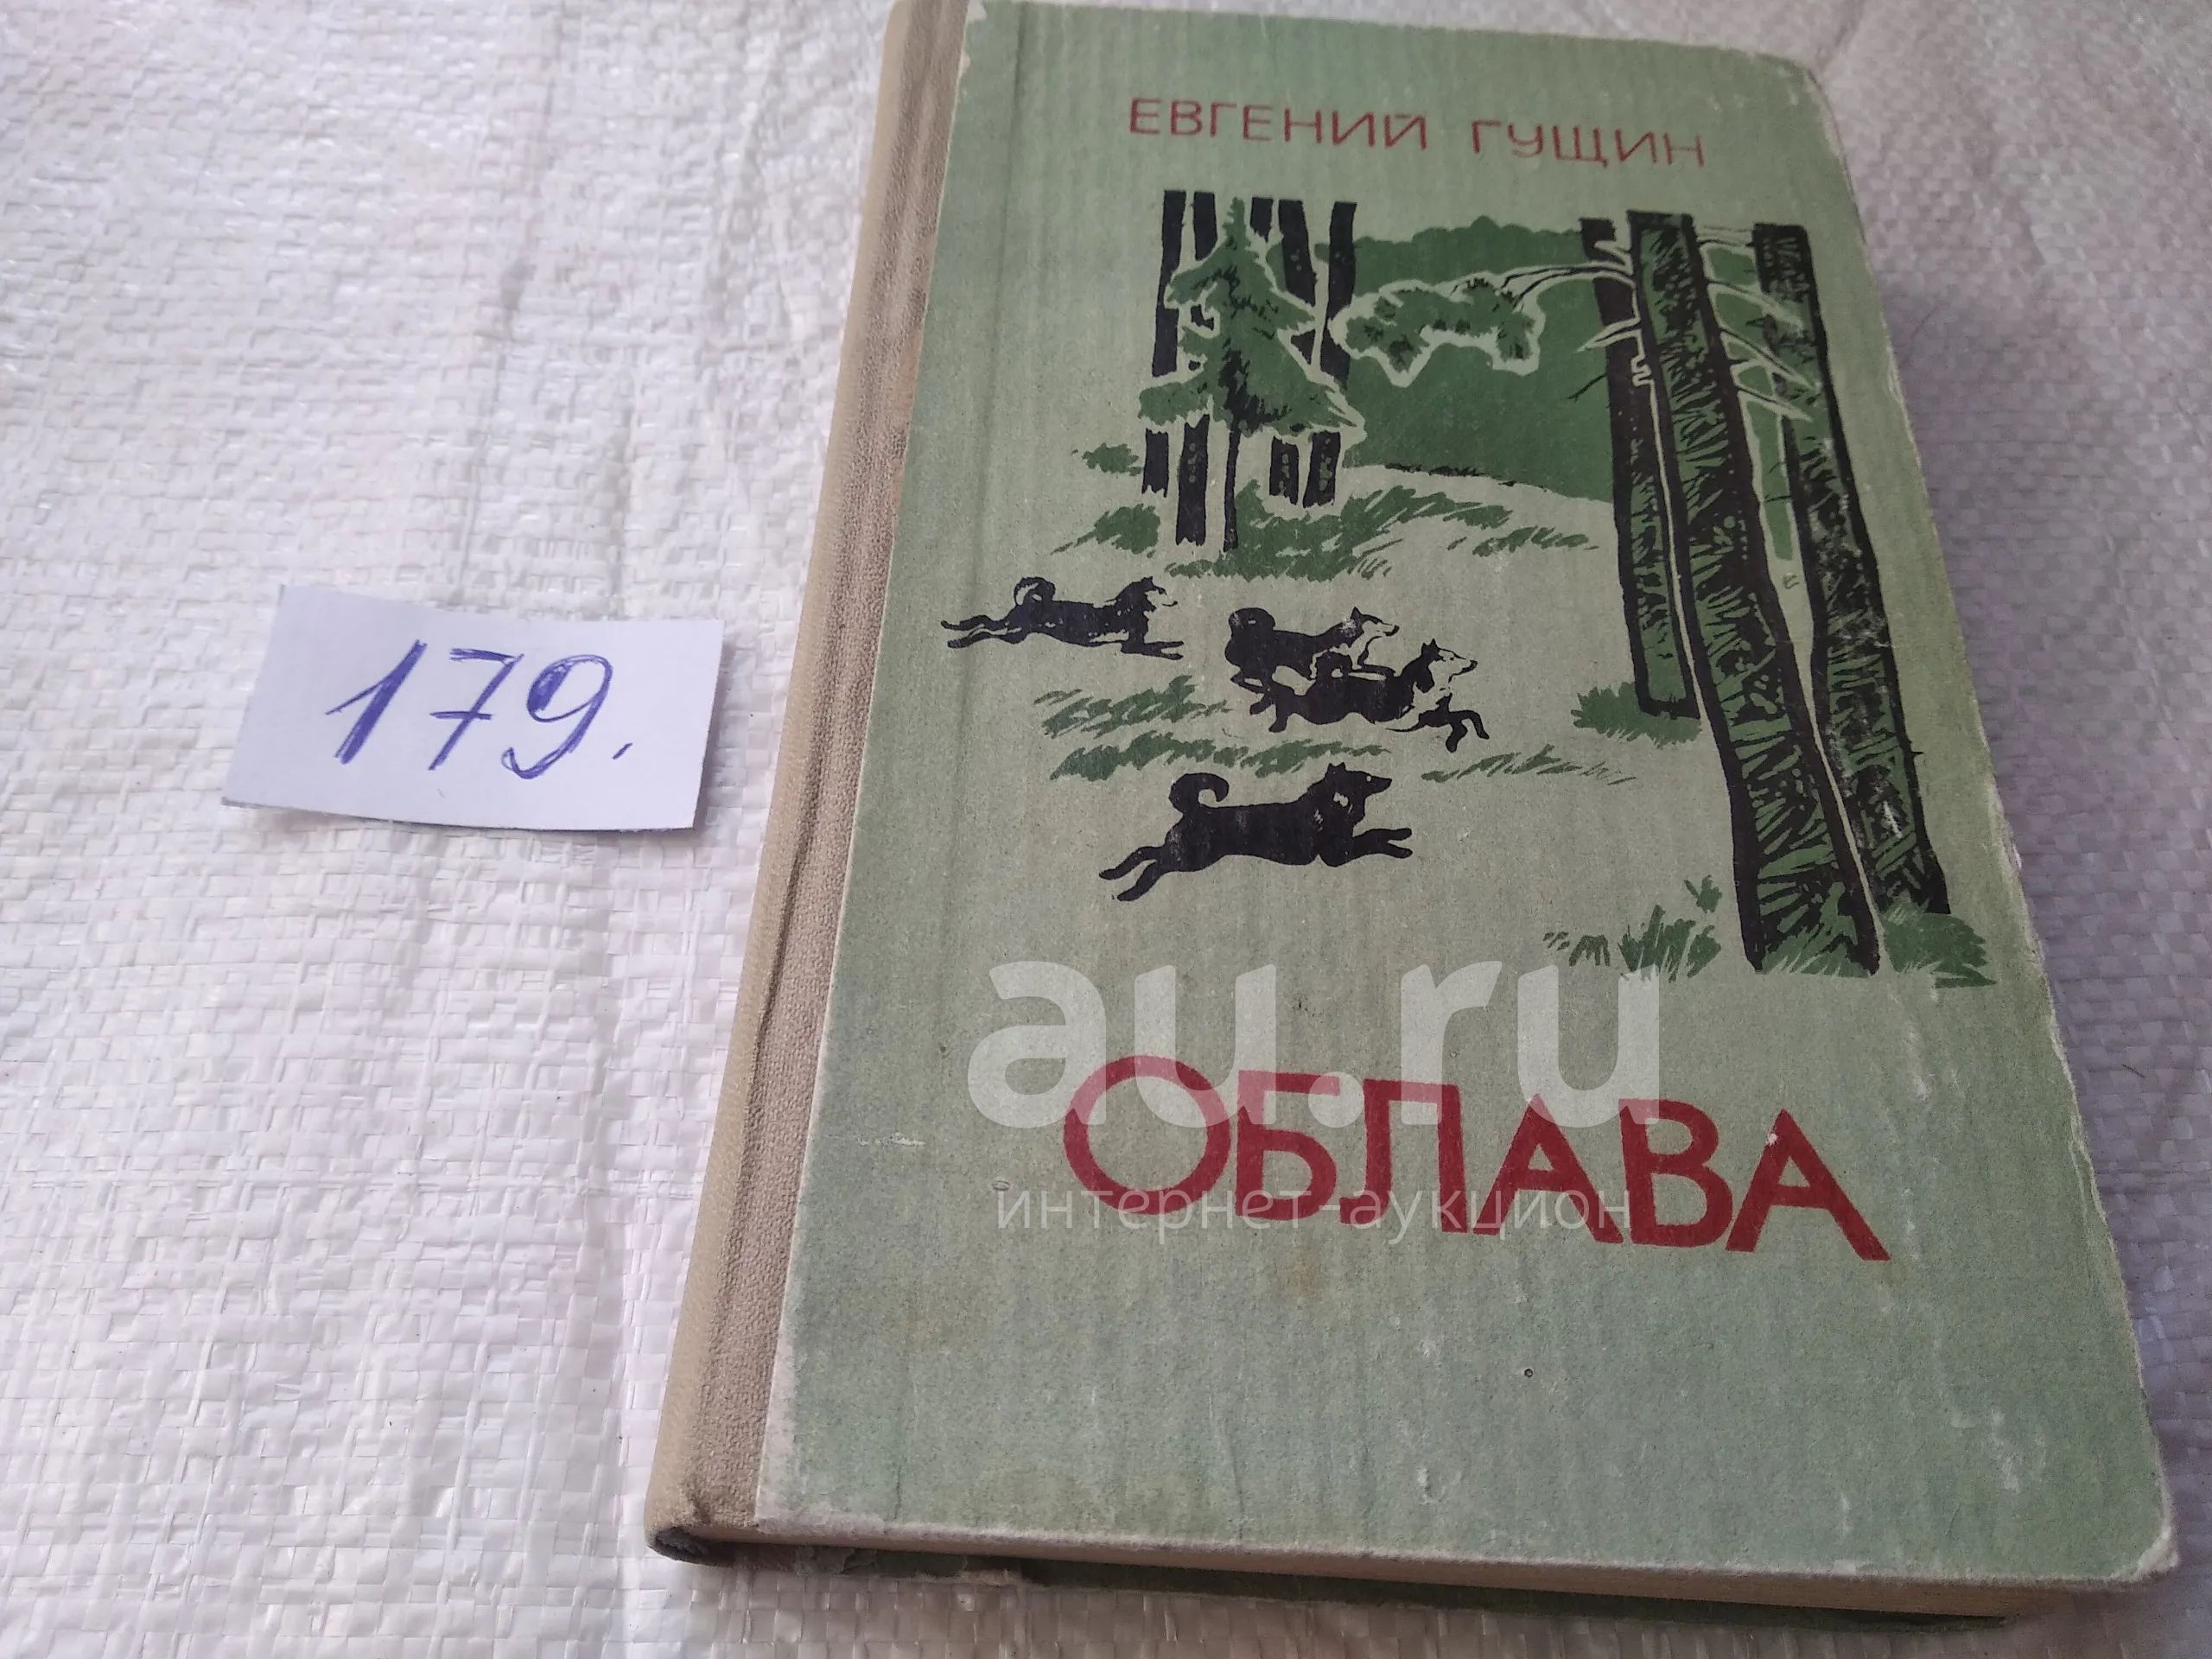 ЕВГЕНИЙ ГУЩИН
179.
au.ru
ОБЛАВА
интернет-аукцион